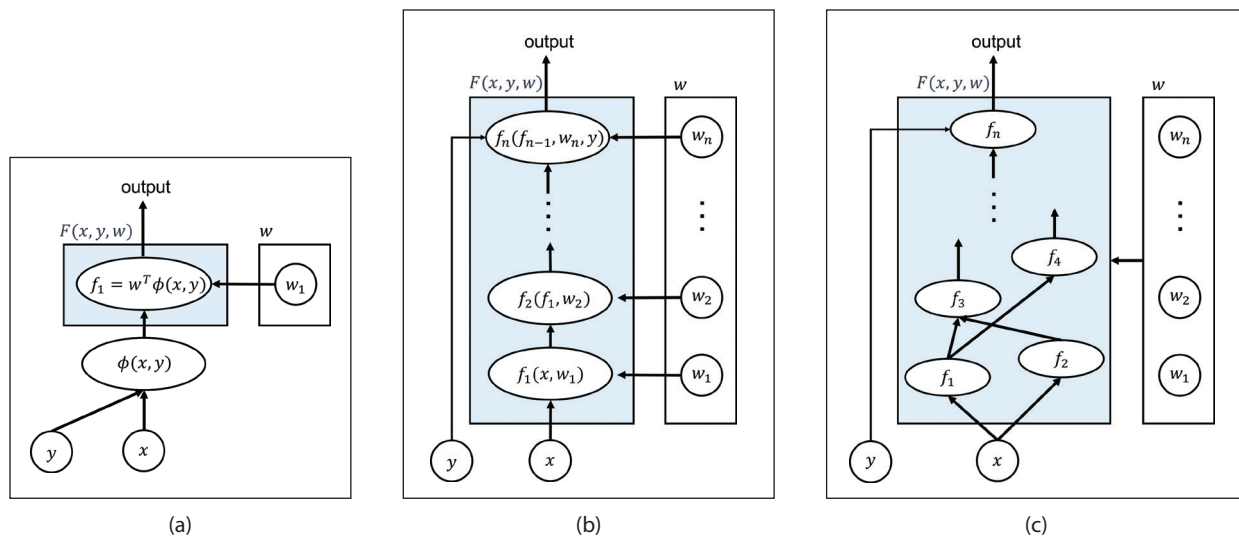 output
F(x, y, w)
w
f₁ = wᵀϕ(x, y)
w₁
ϕ(x, y)
y
x
(a)
output
F(x, y, w)
w
fₙ(fₙ₋₁, wₙ, y)
wₙ
⋮
⋮
f₂(f₁, w₂)
w₂
f₁(x, w₁)
w₁
y
x
(b)
output
F(x, y, w)
w
fₙ
wₙ
⋮
⋮
f₄
f₃
w₂
f₁
f₂
w₁
y
x
(c)